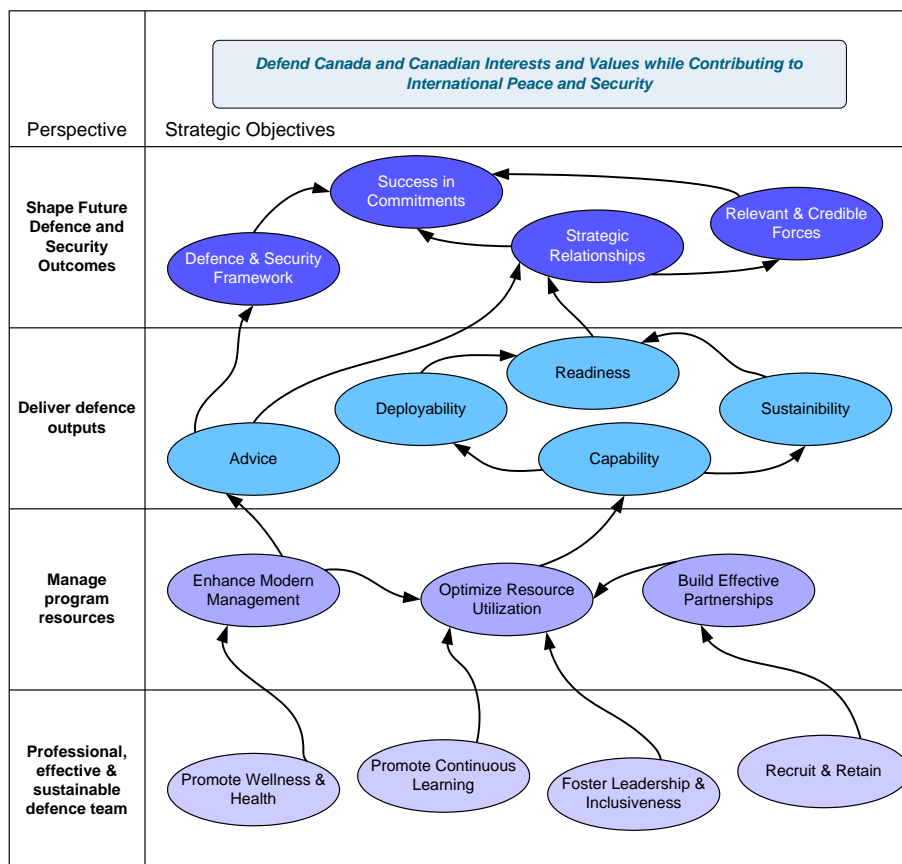 Defend Canada and Canadian Interests and Values while Contributing to
International Peace and Security
Perspective
Strategic Objectives
Shape Future
Defence and
Security
Outcomes
Success in
Commitments
Relevant & Credible
Forces
Strategic
Relationships
Defence & Security
Framework
Deliver defence
outputs
Readiness
Deployability
Sustainibility
Advice
Capability
Manage
program
resources
Enhance Modern
Management
Optimize Resource
Utilization
Build Effective
Partnerships
Professional,
effective &
sustainable
defence team
Promote Wellness &
Health
Promote Continuous
Learning
Foster Leadership &
Inclusiveness
Recruit & Retain